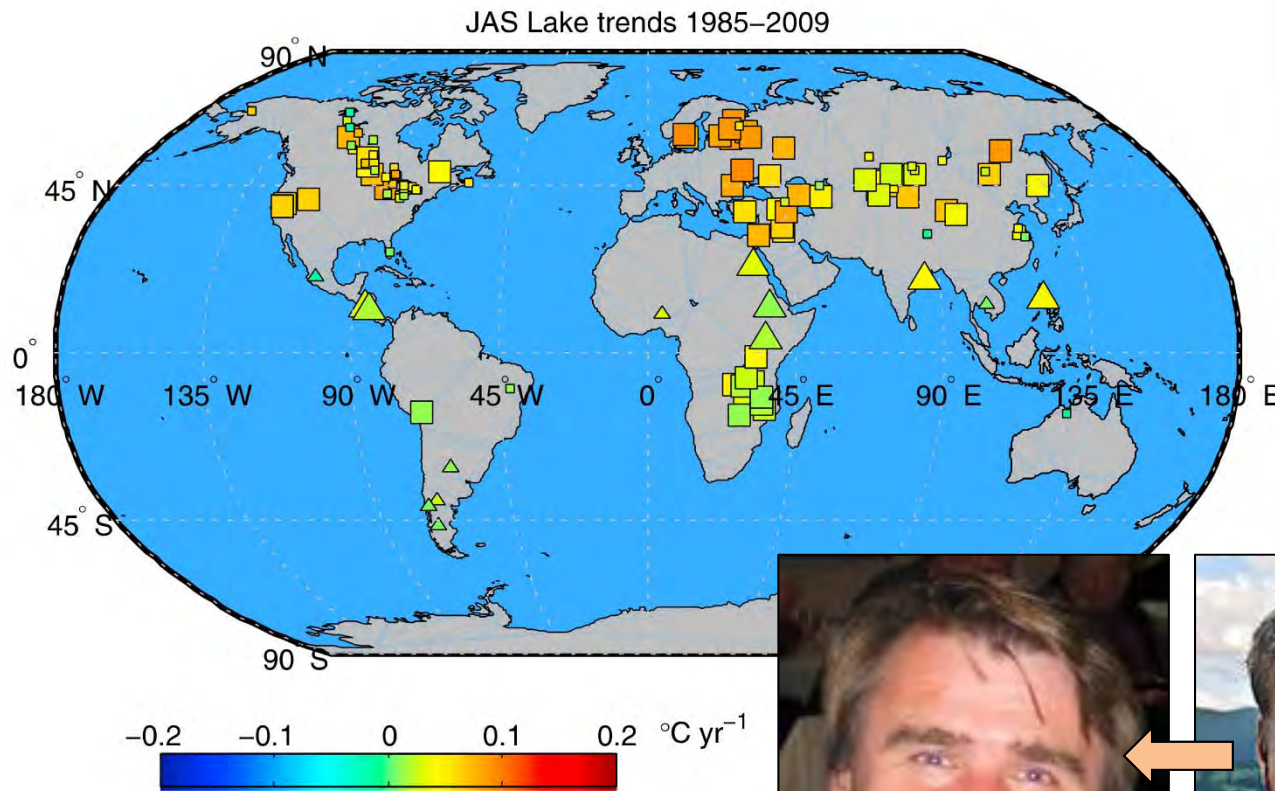 JAS Lake trends 1985−2009
90° N
45° N
0°
180° W 135° W 90° W 45° W 0° 45° E 90° E 135° E 180° E
45° S
90° S
−0.2 −0.1 0 0.1 0.2 °C yr−1